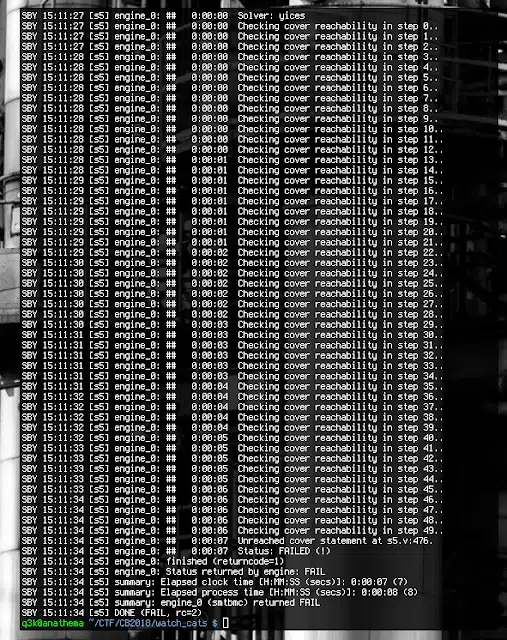 SBY 15:11:27 [s5] engine_0: ## 0:00:00 Solver: yices
SBY 15:11:27 [s5] engine_0: ## 0:00:00 Checking cover reachability in step 0..
SBY 15:11:27 [s5] engine_0: ## 0:00:00 Checking cover reachability in step 1..
SBY 15:11:27 [s5] engine_0: ## 0:00:00 Checking cover reachability in step 2..
SBY 15:11:28 [s5] engine_0: ## 0:00:00 Checking cover reachability in step 3..
SBY 15:11:28 [s5] engine_0: ## 0:00:00 Checking cover reachability in step 4..
SBY 15:11:28 [s5] engine_0: ## 0:00:00 Checking cover reachability in step 5..
SBY 15:11:28 [s5] engine_0: ## 0:00:00 Checking cover reachability in step 6..
SBY 15:11:28 [s5] engine_0: ## 0:00:00 Checking cover reachability in step 7..
SBY 15:11:28 [s5] engine_0: ## 0:00:00 Checking cover reachability in step 8..
SBY 15:11:28 [s5] engine_0: ## 0:00:00 Checking cover reachability in step 9..
SBY 15:11:28 [s5] engine_0: ## 0:00:00 Checking cover reachability in step 10..
SBY 15:11:28 [s5] engine_0: ## 0:00:00 Checking cover reachability in step 11..
SBY 15:11:28 [s5] engine_0: ## 0:00:00 Checking cover reachability in step 12..
SBY 15:11:28 [s5] engine_0: ## 0:00:01 Checking cover reachability in step 13..
SBY 15:11:28 [s5] engine_0: ## 0:00:01 Checking cover reachability in step 14..
SBY 15:11:29 [s5] engine_0: ## 0:00:01 Checking cover reachability in step 15..
SBY 15:11:29 [s5] engine_0: ## 0:00:01 Checking cover reachability in step 16..
SBY 15:11:29 [s5] engine_0: ## 0:00:01 Checking cover reachability in step 17..
SBY 15:11:29 [s5] engine_0: ## 0:00:01 Checking cover reachability in step 18..
SBY 15:11:29 [s5] engine_0: ## 0:00:01 Checking cover reachability in step 19..
SBY 15:11:29 [s5] engine_0: ## 0:00:01 Checking cover reachability in step 20..
SBY 15:11:29 [s5] engine_0: ## 0:00:01 Checking cover reachability in step 21..
SBY 15:11:29 [s5] engine_0: ## 0:00:02 Checking cover reachability in step 22..
SBY 15:11:30 [s5] engine_0: ## 0:00:02 Checking cover reachability in step 23..
SBY 15:11:30 [s5] engine_0: ## 0:00:02 Checking cover reachability in step 24..
SBY 15:11:30 [s5] engine_0: ## 0:00:02 Checking cover reachability in step 25..
SBY 15:11:30 [s5] engine_0: ## 0:00:02 Checking cover reachability in step 26..
SBY 15:11:30 [s5] engine_0: ## 0:00:02 Checking cover reachability in step 27..
SBY 15:11:30 [s5] engine_0: ## 0:00:02 Checking cover reachability in step 28..
SBY 15:11:30 [s5] engine_0: ## 0:00:03 Checking cover reachability in step 29..
SBY 15:11:31 [s5] engine_0: ## 0:00:03 Checking cover reachability in step 30..
SBY 15:11:31 [s5] engine_0: ## 0:00:03 Checking cover reachability in step 31..
SBY 15:11:31 [s5] engine_0: ## 0:00:03 Checking cover reachability in step 32..
SBY 15:11:31 [s5] engine_0: ## 0:00:03 Checking cover reachability in step 33..
SBY 15:11:31 [s5] engine_0: ## 0:00:03 Checking cover reachability in step 34..
SBY 15:11:31 [s5] engine_0: ## 0:00:04 Checking cover reachability in step 35..
SBY 15:11:32 [s5] engine_0: ## 0:00:04 Checking cover reachability in step 36..
SBY 15:11:32 [s5] engine_0: ## 0:00:04 Checking cover reachability in step 37..
SBY 15:11:32 [s5] engine_0: ## 0:00:04 Checking cover reachability in step 38..
SBY 15:11:32 [s5] engine_0: ## 0:00:04 Checking cover reachability in step 39..
SBY 15:11:32 [s5] engine_0: ## 0:00:05 Checking cover reachability in step 40..
SBY 15:11:33 [s5] engine_0: ## 0:00:05 Checking cover reachability in step 41..
SBY 15:11:33 [s5] engine_0: ## 0:00:05 Checking cover reachability in step 42..
SBY 15:11:33 [s5] engine_0: ## 0:00:05 Checking cover reachability in step 43..
SBY 15:11:33 [s5] engine_0: ## 0:00:05 Checking cover reachability in step 44..
SBY 15:11:33 [s5] engine_0: ## 0:00:06 Checking cover reachability in step 45..
SBY 15:11:33 [s5] engine_0: ## 0:00:06 Checking cover reachability in step 46..
SBY 15:11:34 [s5] engine_0: ## 0:00:06 Checking cover reachability in step 47..
SBY 15:11:34 [s5] engine_0: ## 0:00:06 Checking cover reachability in step 48..
SBY 15:11:34 [s5] engine_0: ## 0:00:06 Checking cover reachability in step 49..
SBY 15:11:34 [s5] engine_0: ## 0:00:07 Unreached cover statement at s5.v:476.
SBY 15:11:34 [s5] engine_0: ## 0:00:07 Status: FAILED (!)
SBY 15:11:34 [s5] engine_0: finished (returncode=1)
SBY 15:11:34 [s5] engine_0: Status returned by engine: FAIL
SBY 15:11:34 [s5] summary: Elapsed clock time [H:MM:SS (secs)]: 0:00:07 (7)
SBY 15:11:34 [s5] summary: Elapsed process time [H:MM:SS (secs)]: 0:00:08 (8)
SBY 15:11:34 [s5] summary: engine_0 (smtbmc) returned FAIL
SBY 15:11:34 [s5] DONE (FAIL, rc=2)
q3k@anathema ~/CTF/CB2018/watch_cats $